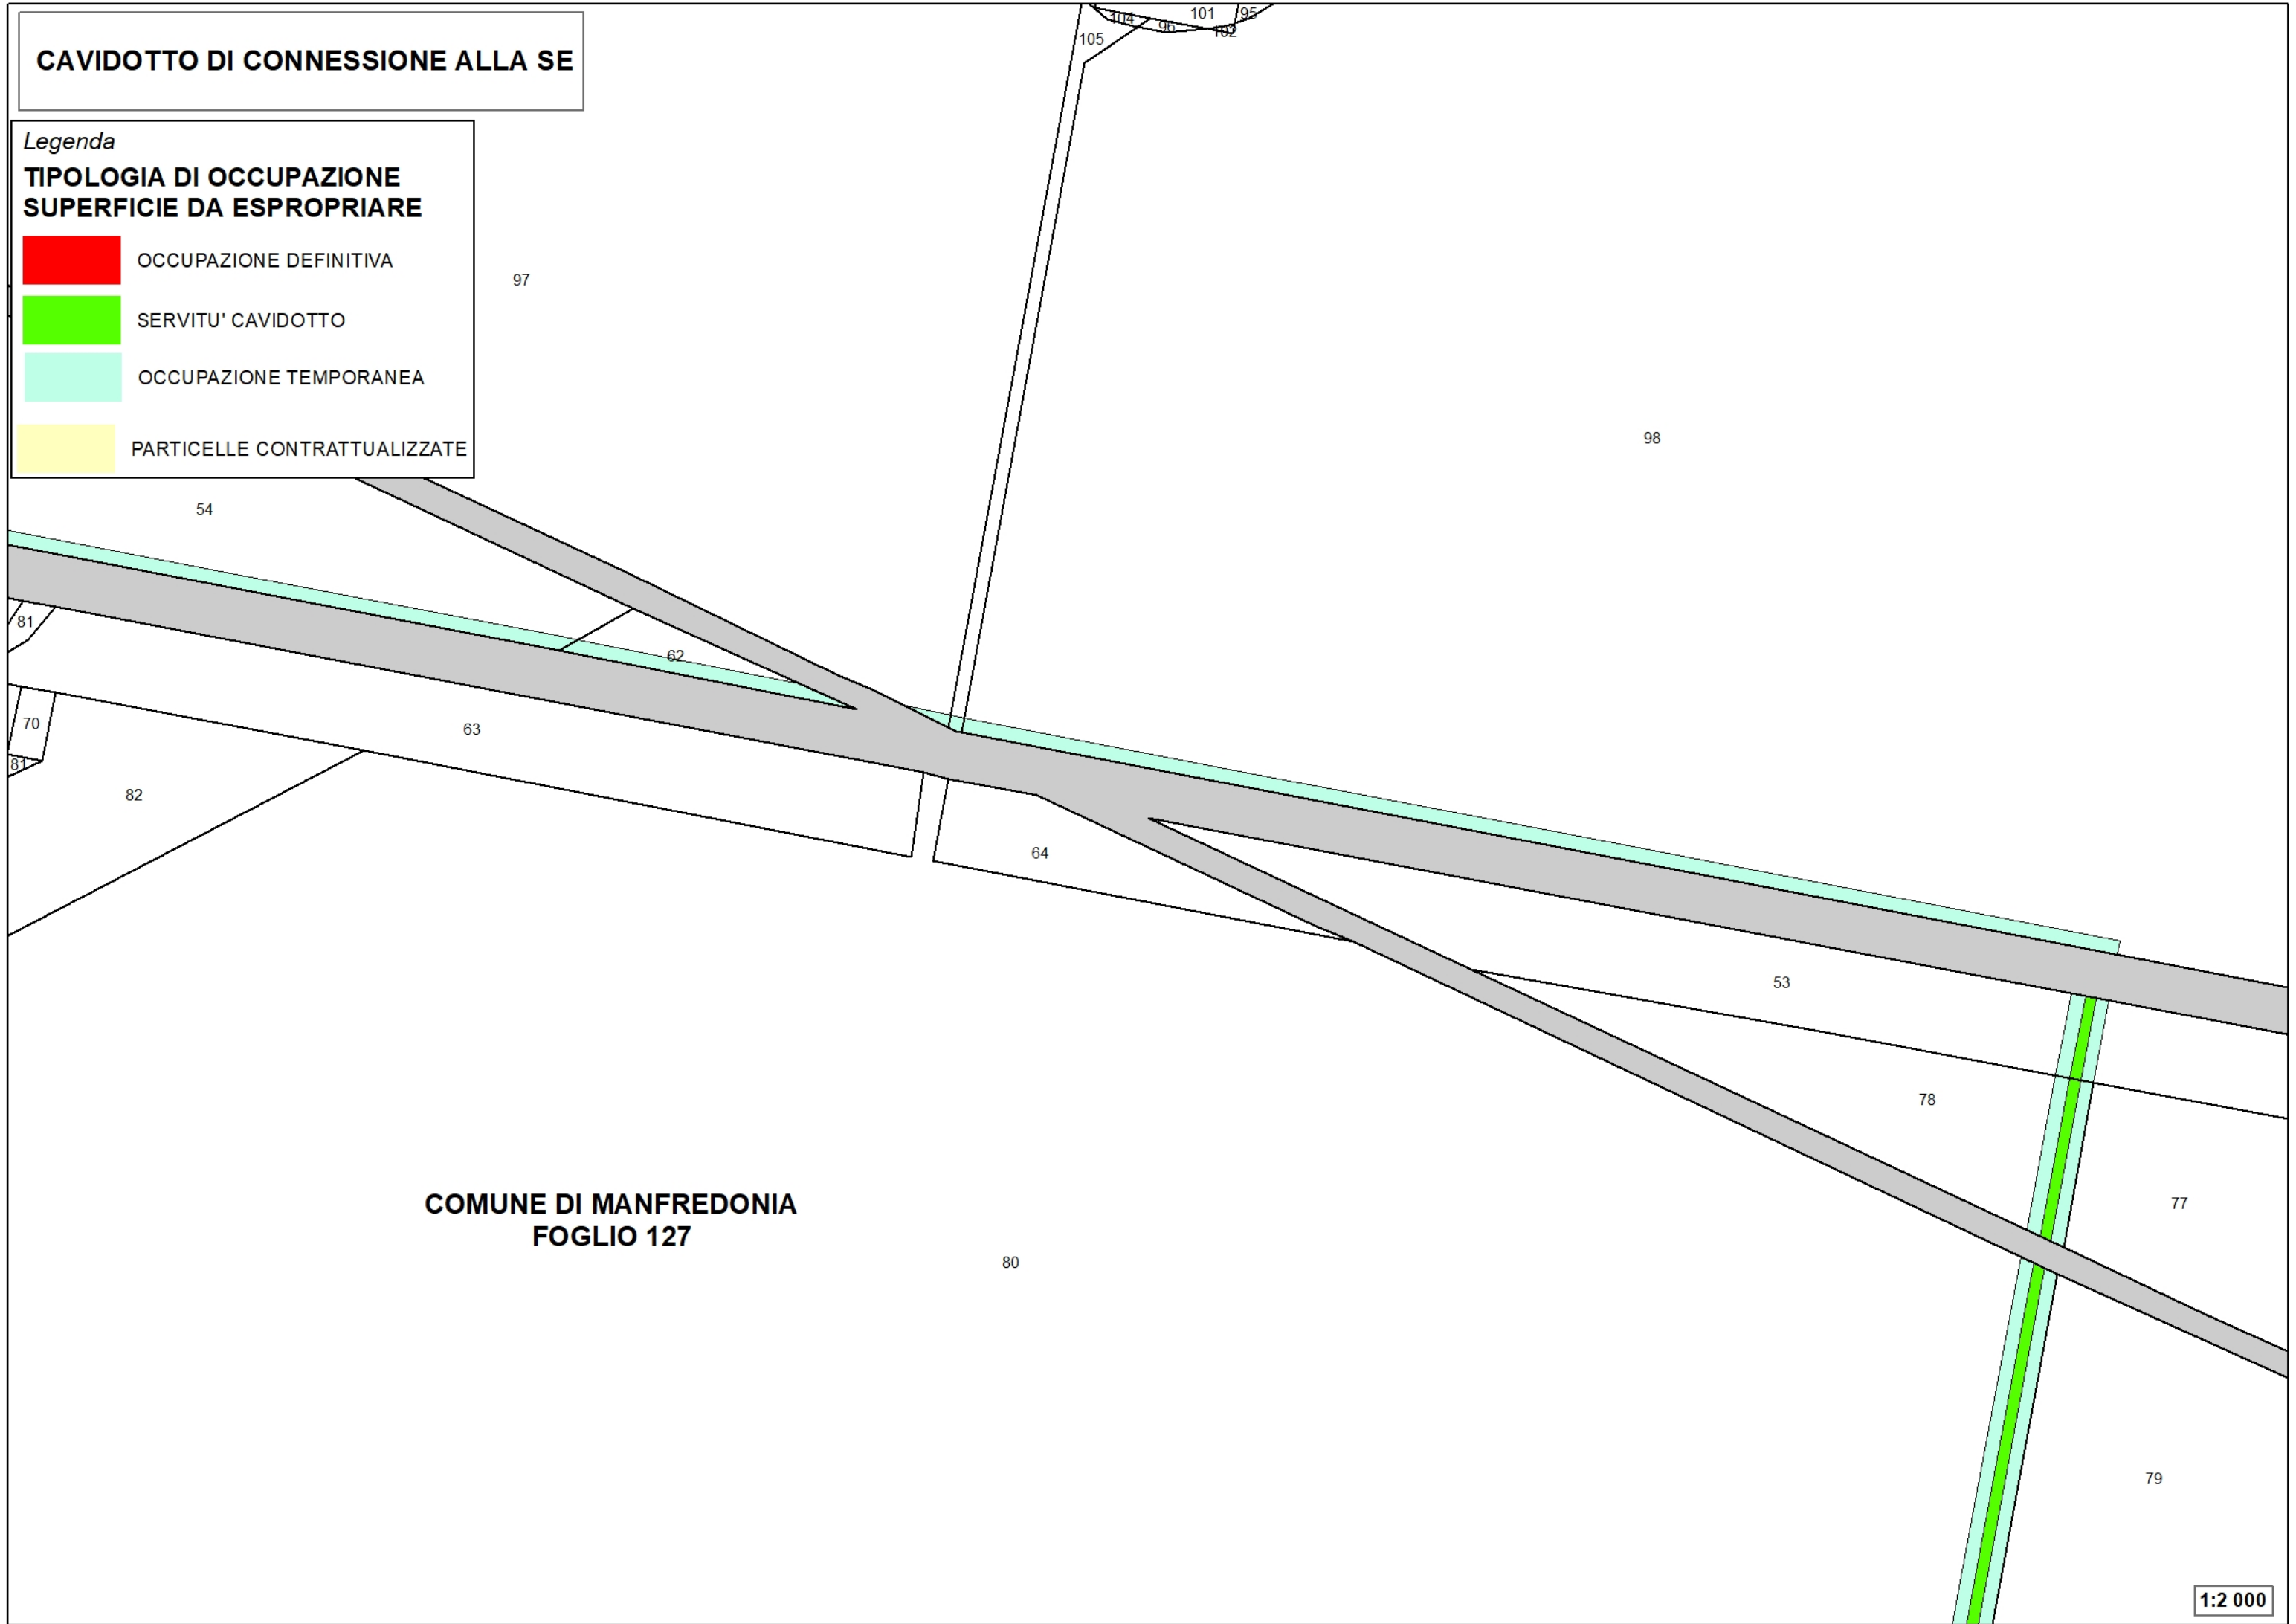 CAVIDOTTO DI CONNESSIONE ALLA SE
Legenda
TIPOLOGIA DI OCCUPAZIONE
SUPERFICIE DA ESPROPRIARE
OCCUPAZIONE DEFINITIVA
SERVITU' CAVIDOTTO
OCCUPAZIONE TEMPORANEA
PARTICELLE CONTRATTUALIZZATE
104
96
101
95
102
105
97
98
54
81
62
70
63
81
82
64
53
78
77
COMUNE DI MANFREDONIA
FOGLIO 127
80
79
1:2 000